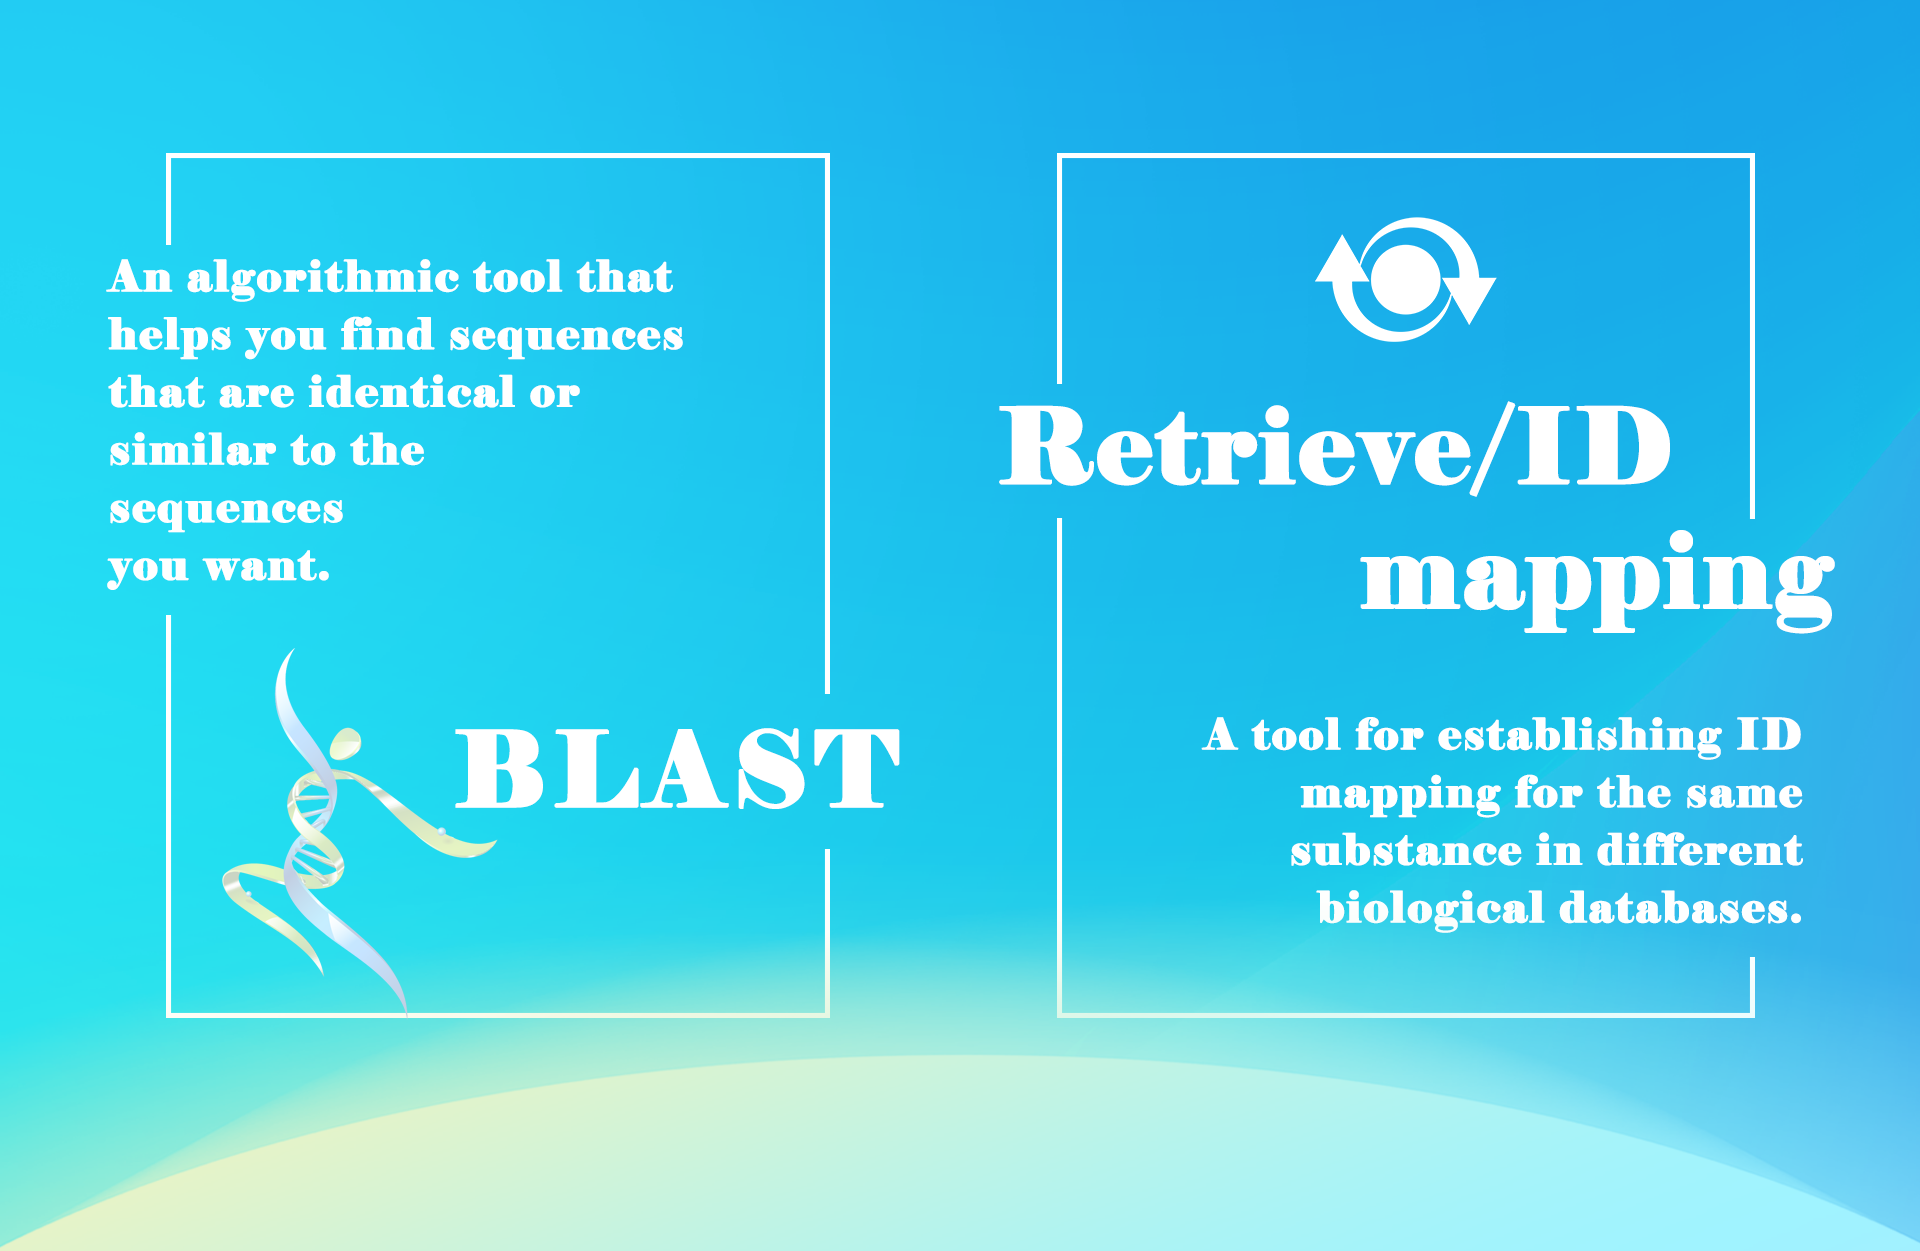 An algorithmic tool that
helps you find sequences
that are identical or
similar to the
sequences
you want.
BLAST
Retrieve/ID
mapping
A tool for establishing ID
mapping for the same
substance in different
biological databases.